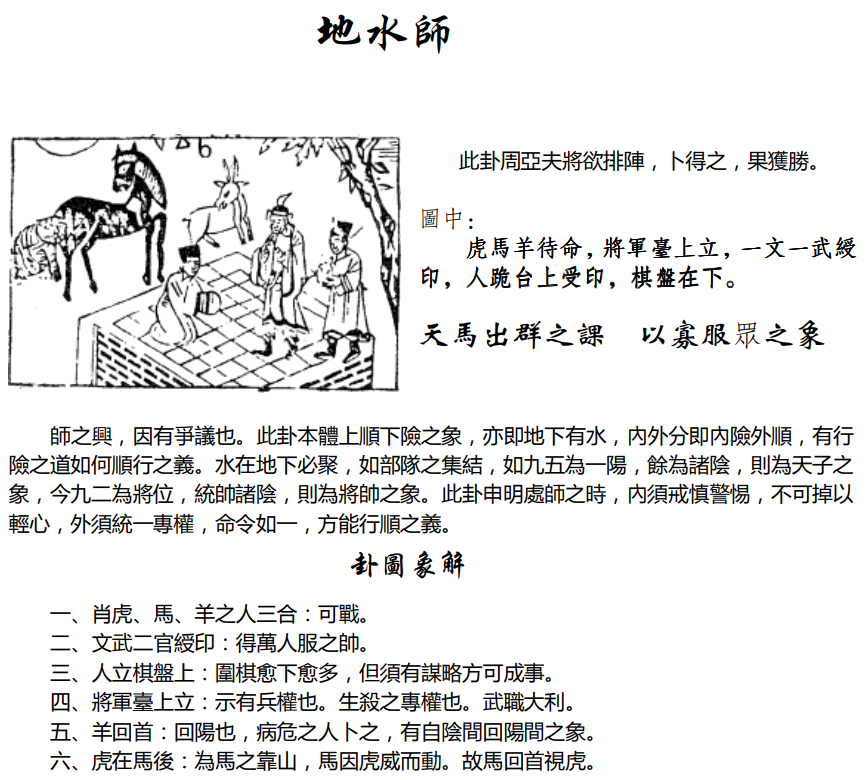 地水師
此卦周亞夫將欲排陣，卜得之，果獲勝。
圖中：
虎馬羊待命，將軍臺上立，一文一武綬
印，人跪台上受印，棋盤在下。
天馬出群之課　以寡服眾之象
師之興，因有爭議也。此卦本體上順下險之象，亦即地下有水，內外分即內險外順，有行
險之道如何順行之義。水在地下必聚，如部隊之集結，如九五為一陽，餘為諸陰，則為天子之
象，今九二為將位，統帥諸陰，則為將帥之象。此卦申明處師之時，內須戒慎警惕，不可掉以
輕心，外須統一專權，命令如一，方能行順之義。
卦圖象解
一、肖虎、馬、羊之人三合：可戰。
二、文武二官綬印：得萬人服之帥。
三、人立棋盤上：圍棋愈下愈多，但須有謀略方可成事。
四、將軍臺上立：示有兵權也。生殺之專權也。武職大利。
五、羊回首：回陽也，病危之人卜之，有自陰間回陽間之象。
六、虎在馬後：為馬之靠山，馬因虎威而動。故馬回首視虎。